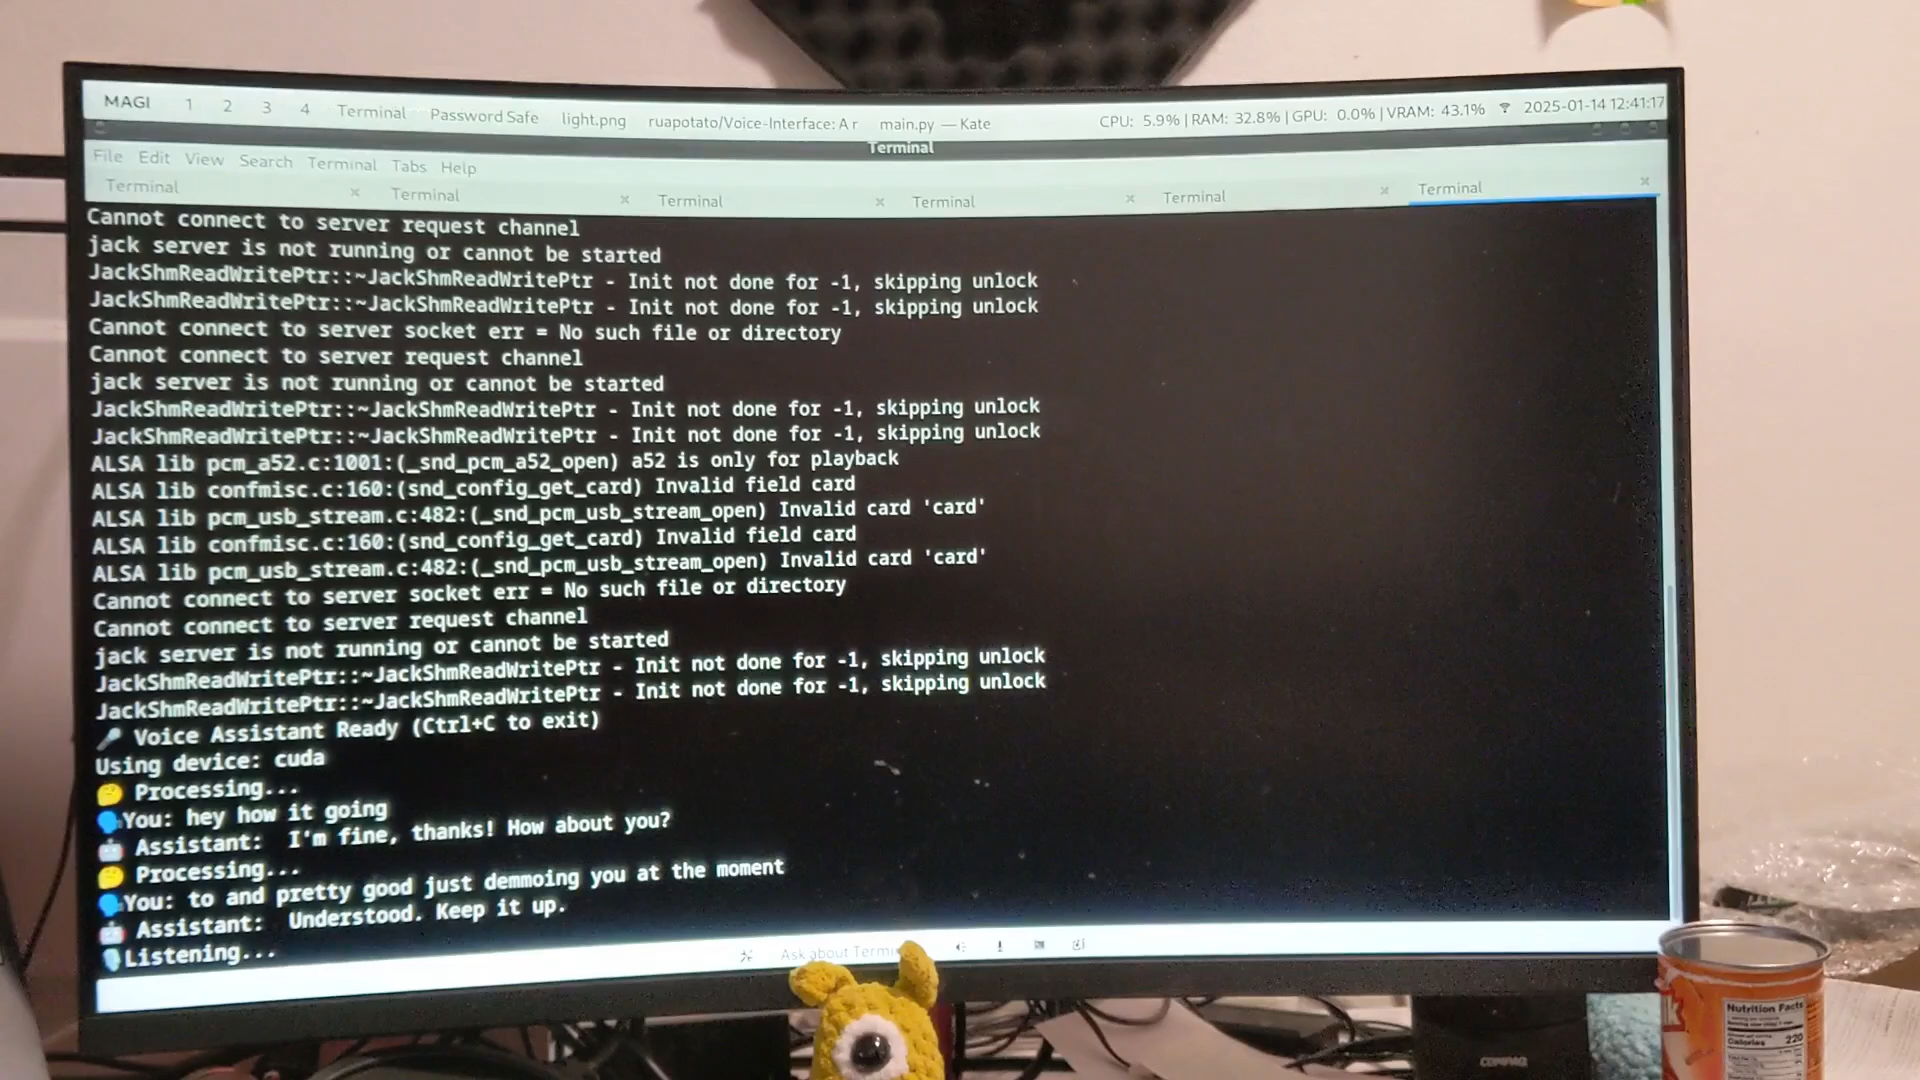 MAGI 1 2 3 4 Terminal Password Safe light.png ruapotato/Voice-Interface: A r main.py — Kate CPU: 5.9% | RAM: 32.8% | GPU: 0.0% | VRAM: 43.1% 2025-01-14 12:41:17
Terminal
File Edit View Search Terminal Tabs Help
Terminal × Terminal × Terminal × Terminal × Terminal × Terminal ×
Cannot connect to server request channel
jack server is not running or cannot be started
JackShmReadWritePtr::~JackShmReadWritePtr - Init not done for -1, skipping unlock
JackShmReadWritePtr::~JackShmReadWritePtr - Init not done for -1, skipping unlock
Cannot connect to server socket err = No such file or directory
Cannot connect to server request channel
jack server is not running or cannot be started
JackShmReadWritePtr::~JackShmReadWritePtr - Init not done for -1, skipping unlock
JackShmReadWritePtr::~JackShmReadWritePtr - Init not done for -1, skipping unlock
ALSA lib pcm_a52.c:1001:(_snd_pcm_a52_open) a52 is only for playback
ALSA lib confmisc.c:160:(snd_config_get_card) Invalid field card
ALSA lib pcm_usb_stream.c:482:(_snd_pcm_usb_stream_open) Invalid card 'card'
ALSA lib confmisc.c:160:(snd_config_get_card) Invalid field card
ALSA lib pcm_usb_stream.c:482:(_snd_pcm_usb_stream_open) Invalid card 'card'
Cannot connect to server socket err = No such file or directory
Cannot connect to server request channel
jack server is not running or cannot be started
JackShmReadWritePtr::~JackShmReadWritePtr - Init not done for -1, skipping unlock
JackShmReadWritePtr::~JackShmReadWritePtr - Init not done for -1, skipping unlock
🎤 Voice Assistant Ready (Ctrl+C to exit)
Using device: cuda
🤔 Processing...
🗣You: hey how it going
🤖 Assistant: I'm fine, thanks! How about you?
🤔 Processing...
🗣You: to and pretty good just demmoing you at the moment
🤖 Assistant: Understood. Keep it up.
Listening...
Ask about Termi
COMPAQ
Nutrition Facts
Calories 220